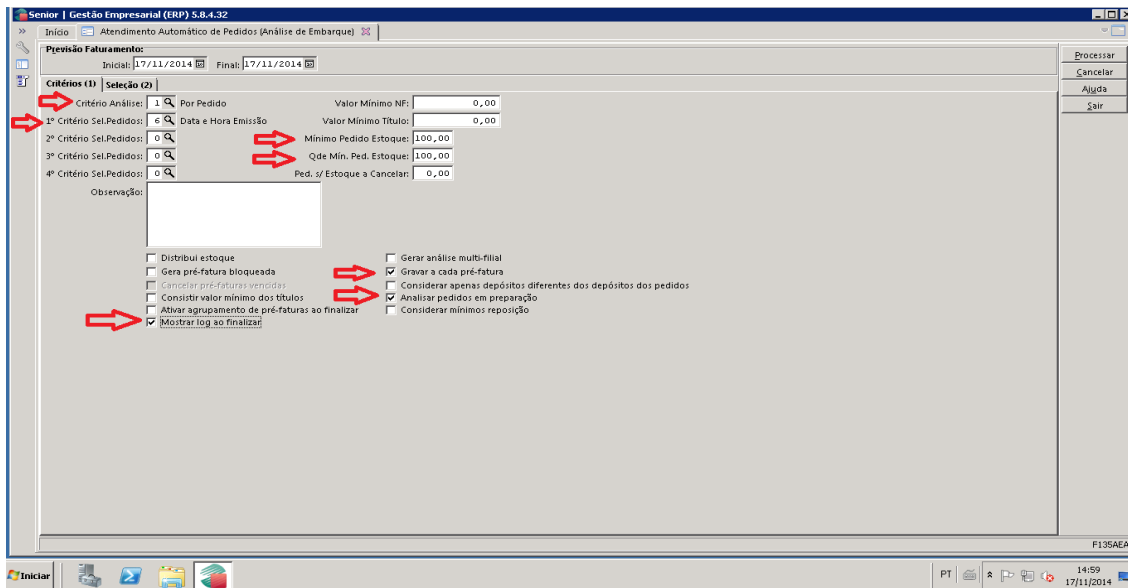 Senior | Gestão Empresarial (ERP) 5.8.4.32
Início Atendimento Automático de Pedidos (Análise de Embarque)
Previsão Faturamento:
Inicial: 17/11/2014 Final: 17/11/2014
Processar
Cancelar
Ajuda
Sair
Critérios (1) Seleção (2)
Critério Análise: 1 Por Pedido Valor Mínimo NF: 0,00
1º Critério Sel.Pedidos: 6 Data e Hora Emissão Valor Mínimo Título: 0,00
2º Critério Sel.Pedidos: 0 Mínimo Pedido Estoque: 100,00
3º Critério Sel.Pedidos: 0 Qde Mín. Ped. Estoque: 100,00
4º Critério Sel.Pedidos: 0 Ped. s/ Estoque a Cancelar: 0,00
Observação:
Distribui estoque Gerar análise multi-filial
Gera pré-fatura bloqueada Gravar a cada pré-fatura
Cancelar pré-faturas vencidas Considerar apenas depósitos diferentes dos depósitos dos pedidos
Consistir valor mínimo dos títulos Analisar pedidos em preparação
Ativar agrupamento de pré-faturas ao finalizar Considerar mínimos reposição
Mostrar log ao finalizar
F135AEA
Iniciar PT 14:59
17/11/2014